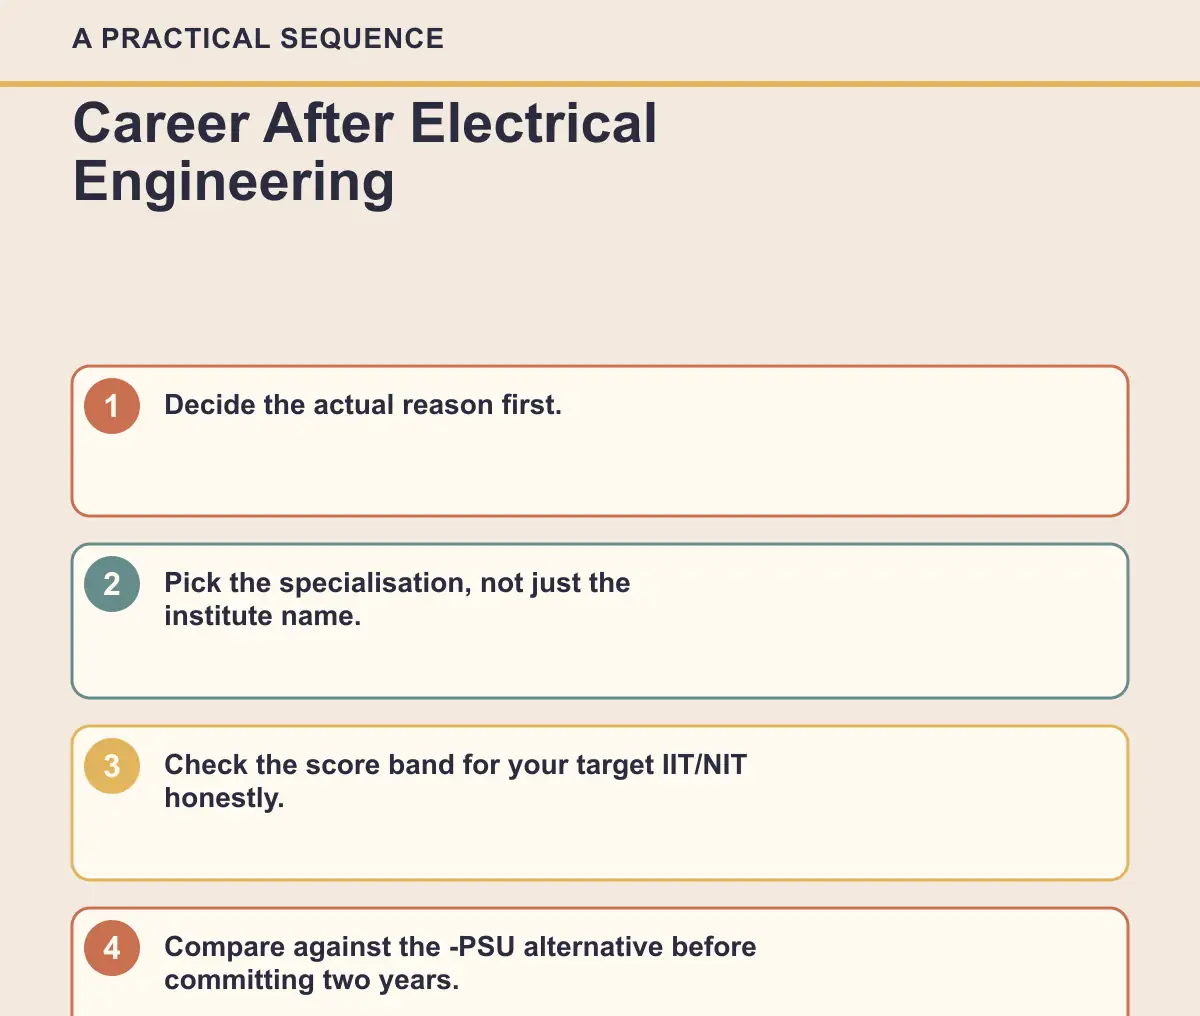 A PRACTICAL SEQUENCE
Career After Electrical
Engineering
1
Decide the actual reason first.
2
Pick the specialisation, not just the
institute name.
3
Check the score band for your target IIT/NIT
honestly.
4
Compare against the -PSU alternative before
committing two years.